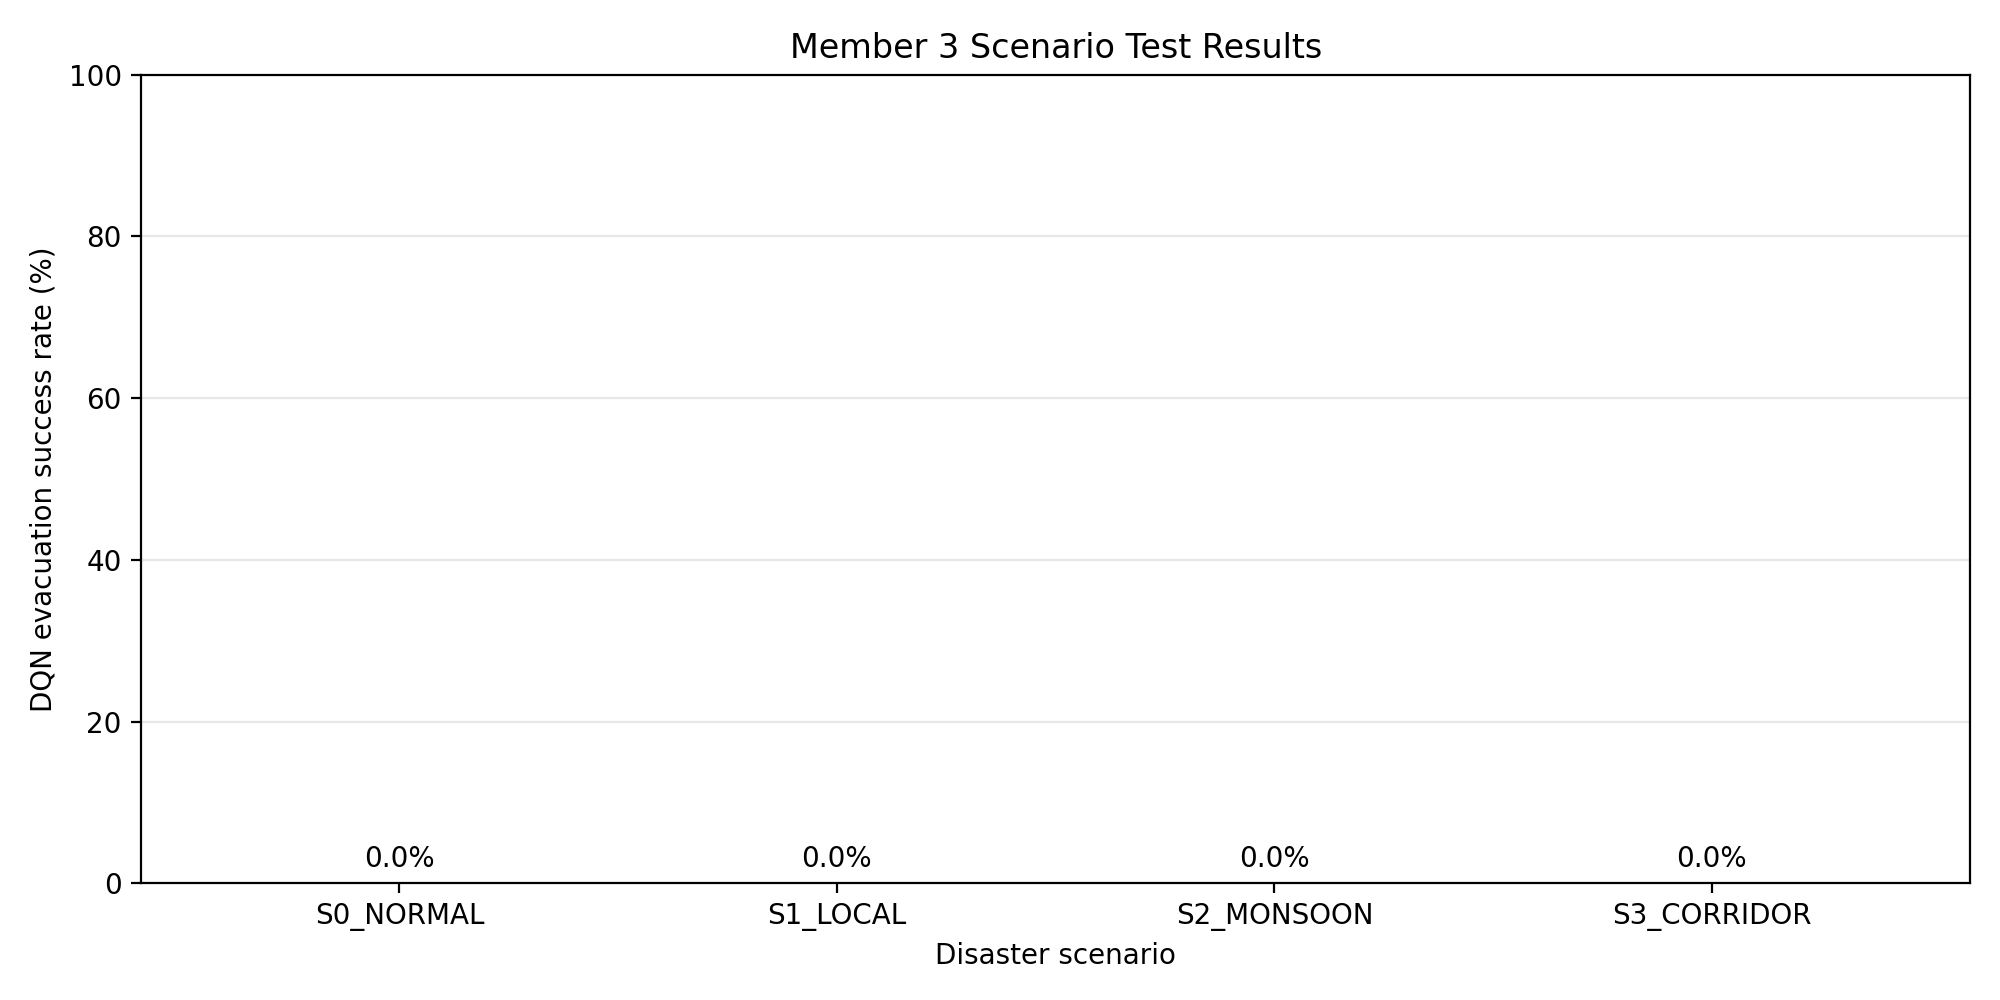 Member 3 Scenario Test Results
DQN evacuation success rate (%)
100
80
60
40
20
0
0.0% 0.0% 0.0% 0.0%
S0_NORMAL S1_LOCAL S2_MONSOON S3_CORRIDOR
Disaster scenario